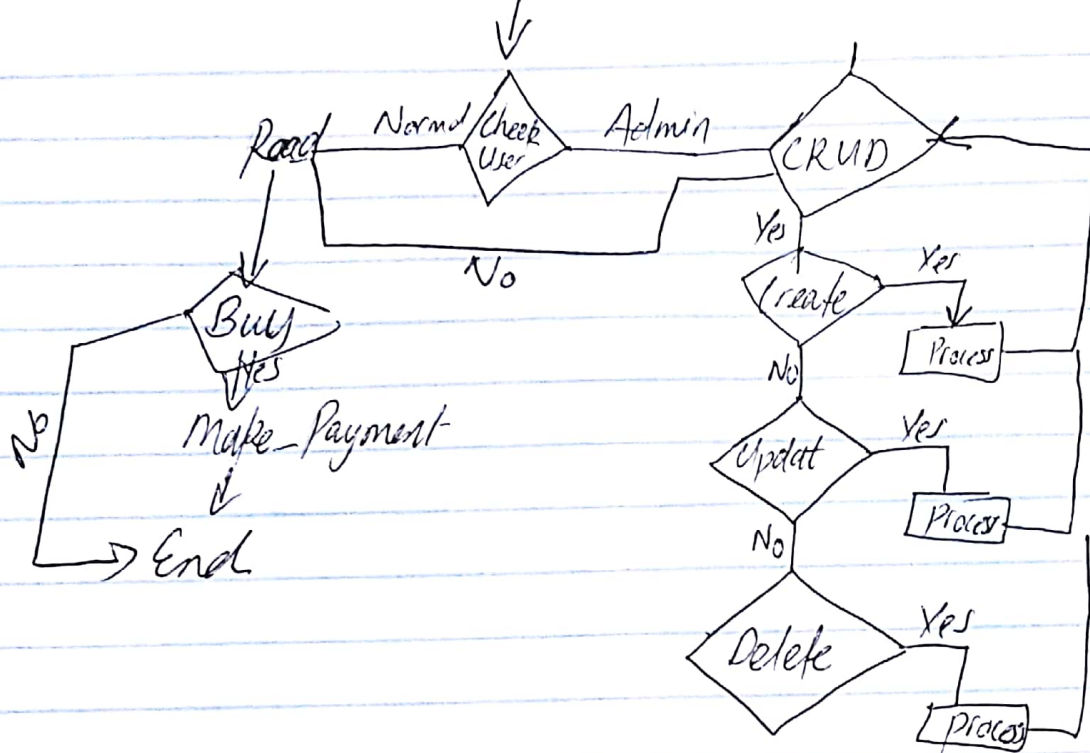 Normal
Check
User
Admin
CRUD
Read
No
Yes
Create
Yes
Process
Buy
Yes
No
No
Make_Payment
Updat
Yes
Process
No
End
Delete
Yes
Process